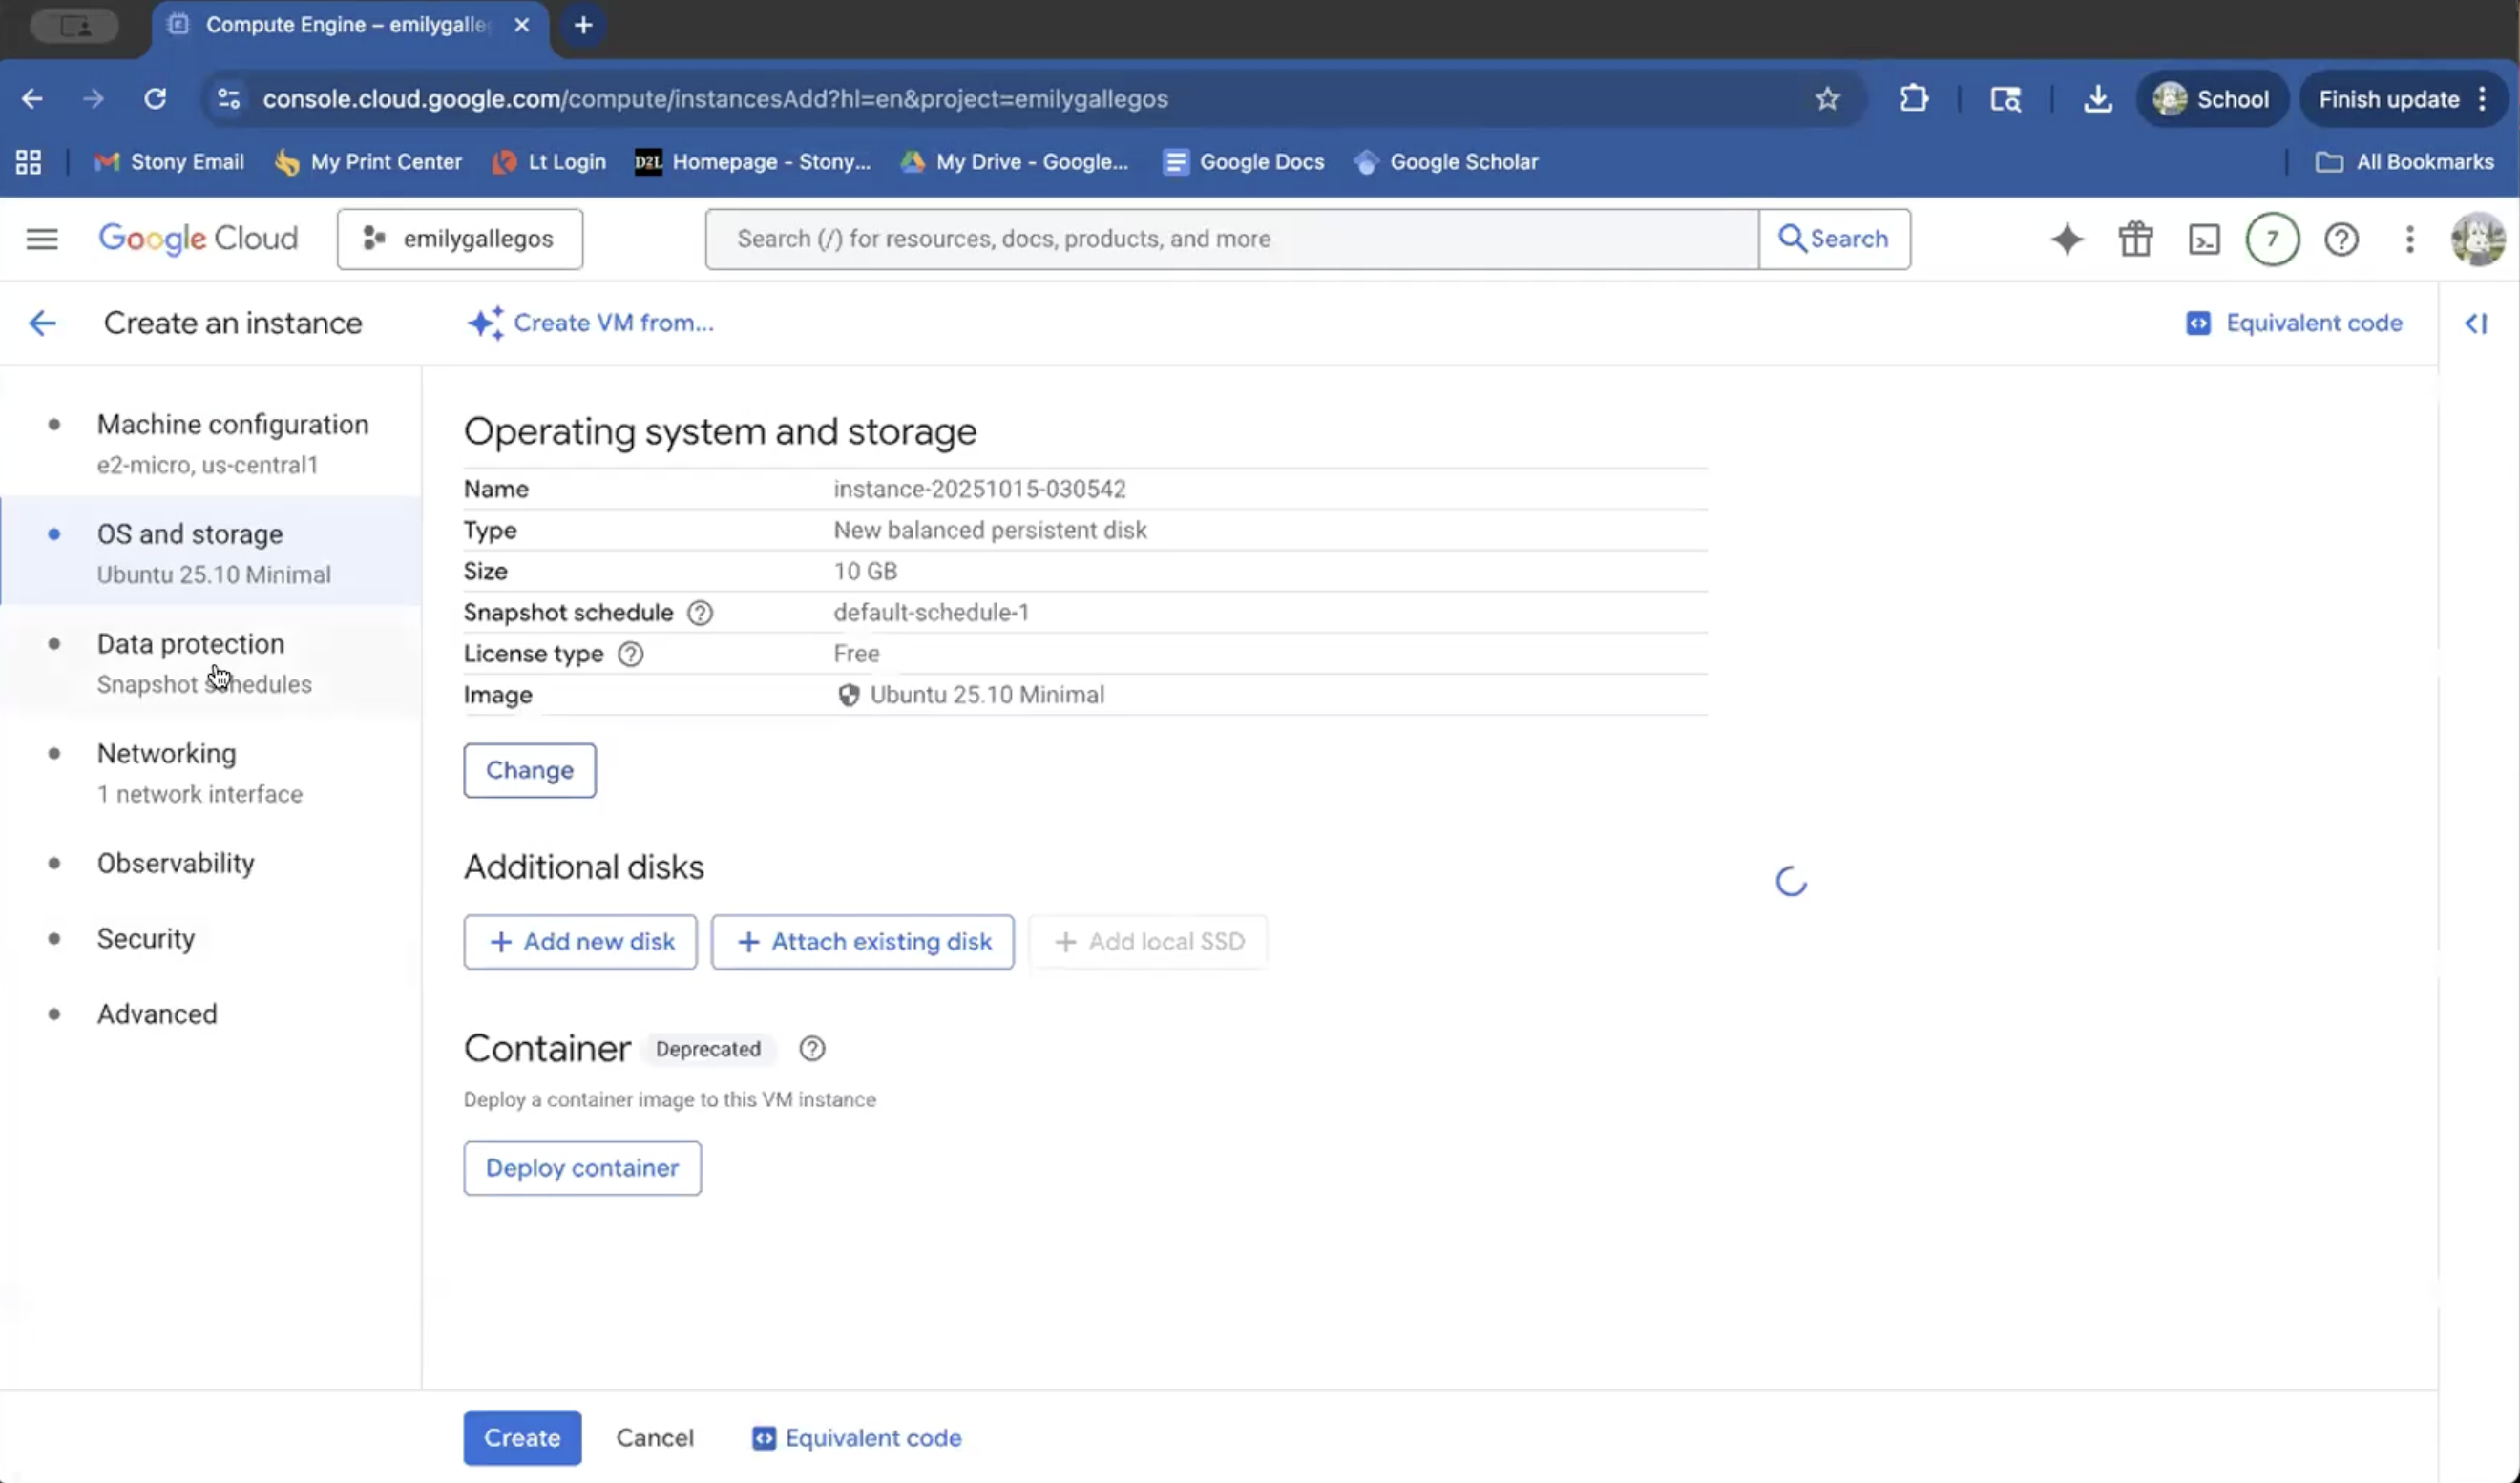 Compute Engine – emilygalle
console.cloud.google.com/compute/instancesAdd?hl=en&project=emilygallegos
School
Finish update
Stony Email
My Print Center
Lt Login
D2L Homepage - Stony...
My Drive - Google...
Google Docs
Google Scholar
All Bookmarks
Google Cloud
emilygallegos
Search (/) for resources, docs, products, and more
Search
7
Create an instance
Create VM from...
Equivalent code
Machine configuration
e2-micro, us-central1
OS and storage
Ubuntu 25.10 Minimal
Data protection
Snapshot schedules
Networking
1 network interface
Observability
Security
Advanced
Operating system and storage
Name instance-20251015-030542
Type New balanced persistent disk
Size 10 GB
Snapshot schedule default-schedule-1
License type Free
Image Ubuntu 25.10 Minimal
Change
Additional disks
+ Add new disk
+ Attach existing disk
+ Add local SSD
Container Deprecated
Deploy a container image to this VM instance
Deploy container
Create
Cancel
Equivalent code